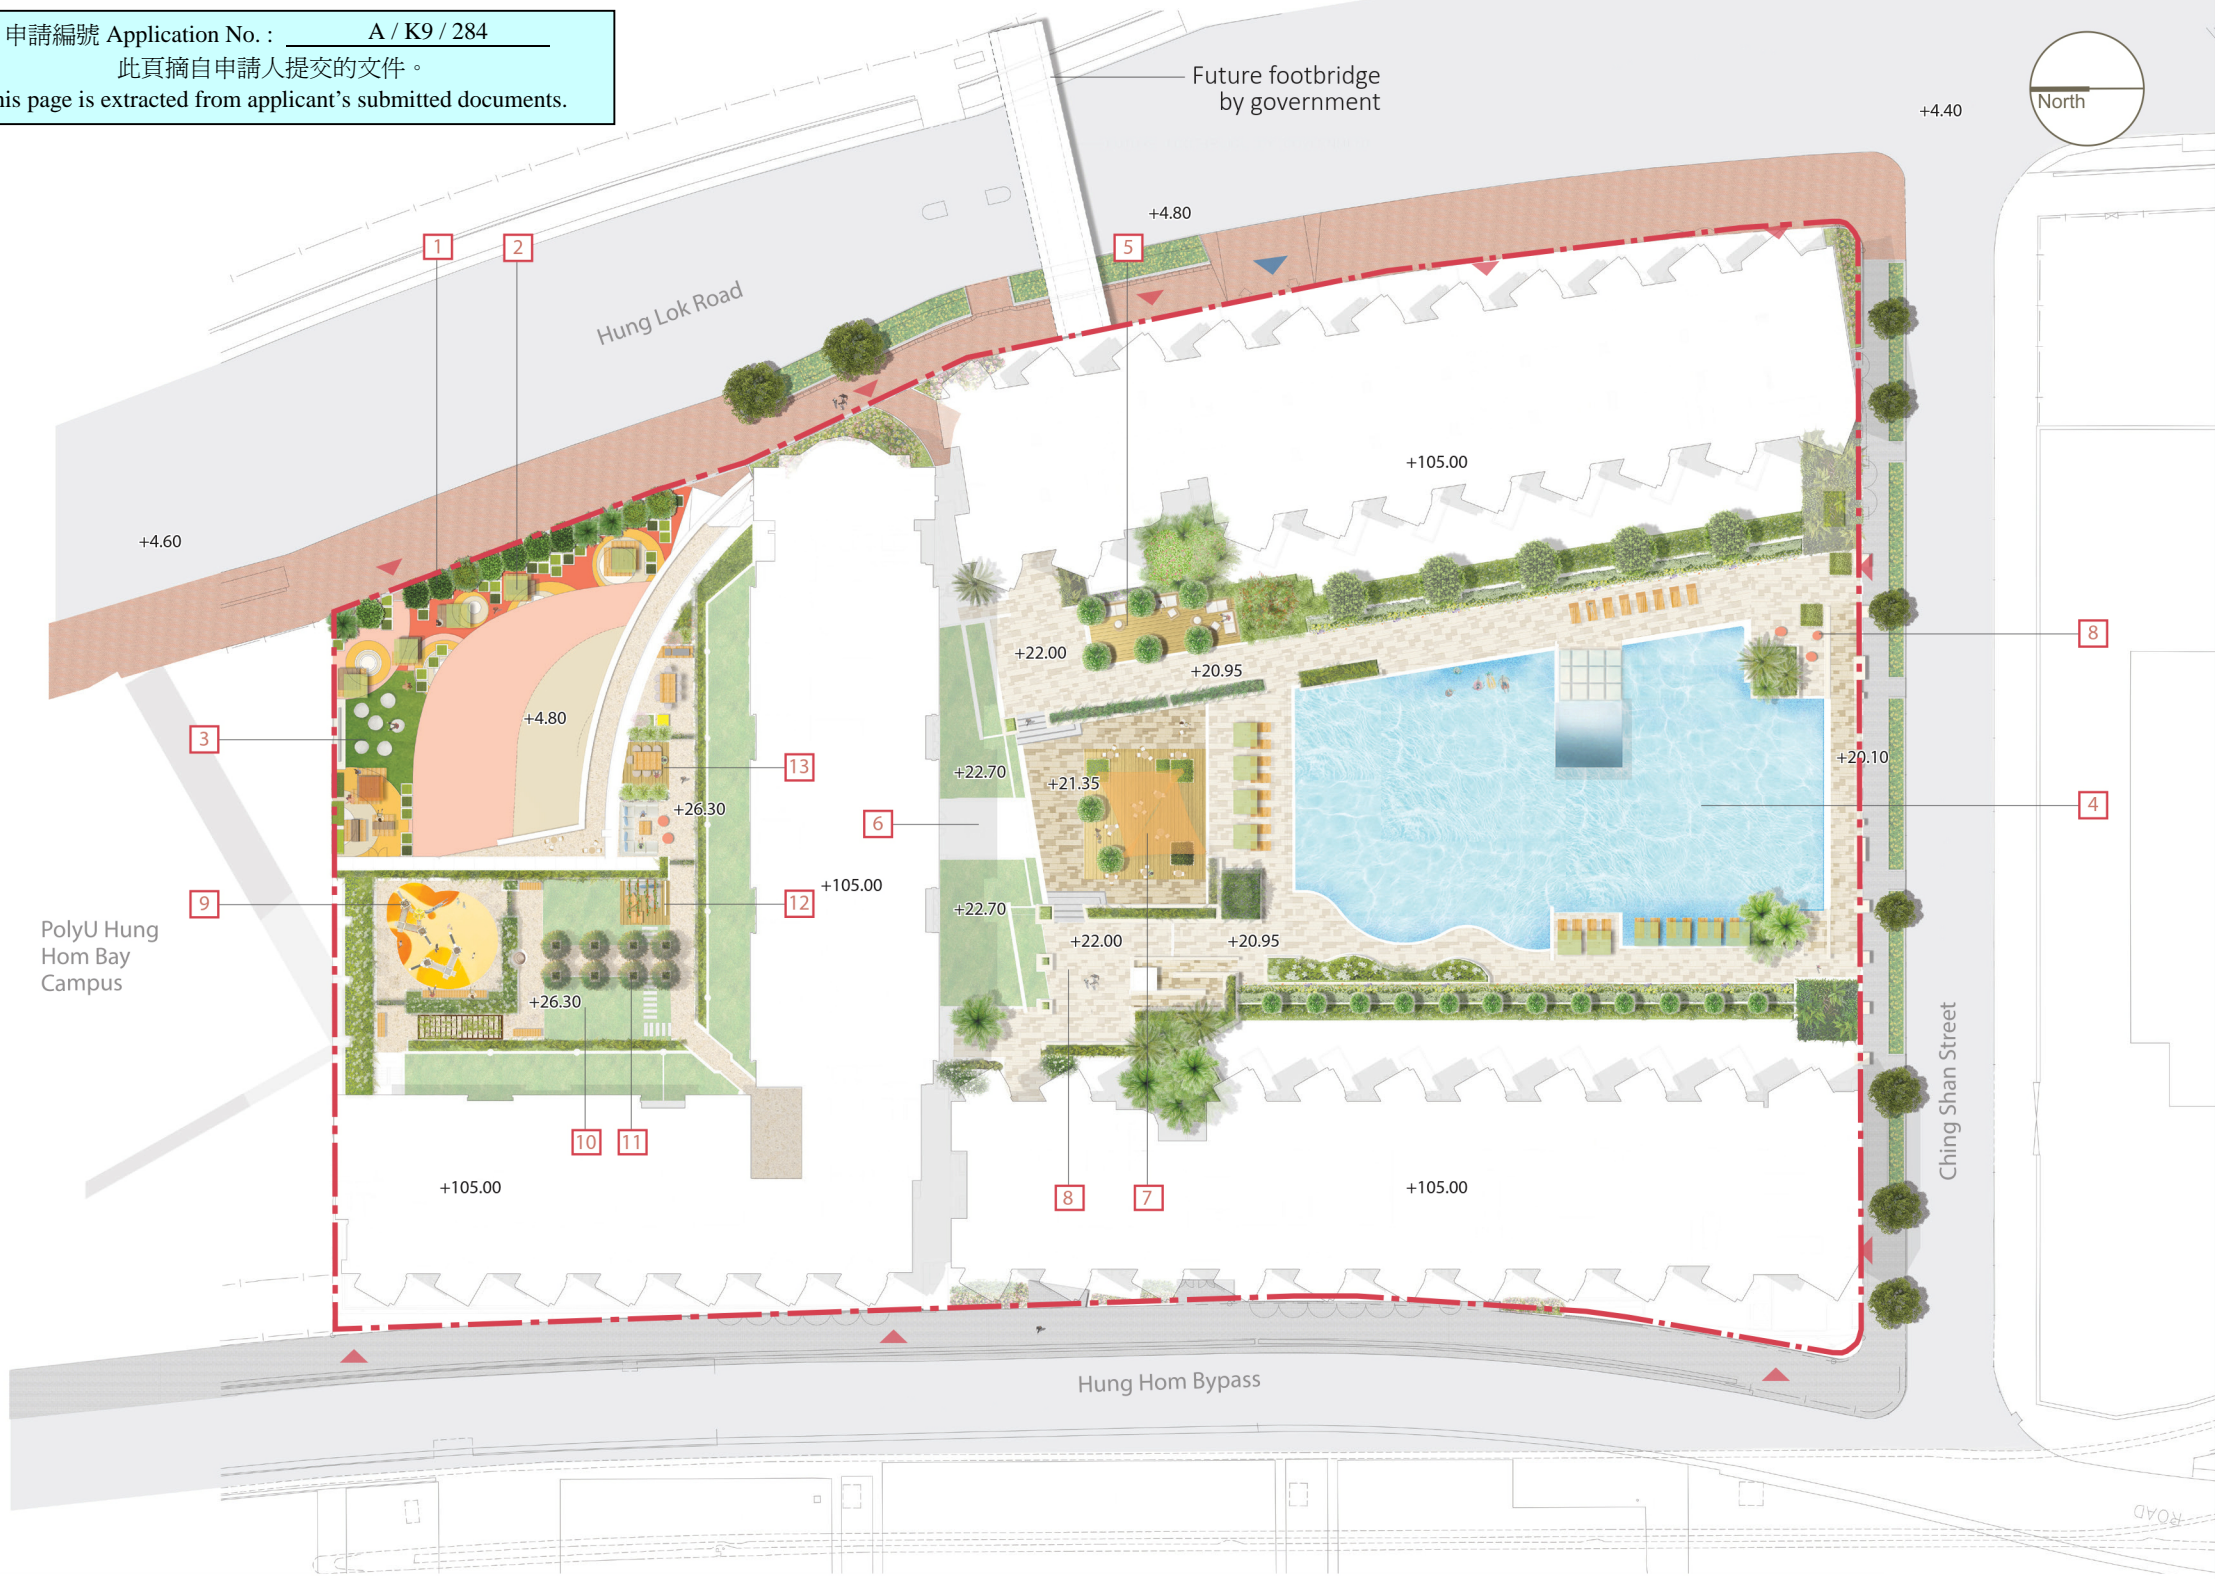 申請編號 Application No. : A / K9 / 284
此頁摘自申請人提交的文件。
his page is extracted from applicant's submitted documents.
Future footbridge
by government
North
+4.40
+4.80
1
2
5
Hung Lok Road
+105.00
+4.60
8
+22.00
+20.95
3
+4.80
13
+22.70
+21.35
+20.10
4
+26.30
6
+105.00
9
12
+22.70
PolyU Hung
Hom Bay
Campus
+22.00
+20.95
+26.30
Ching Shan Street
10
11
+105.00
8
7
+105.00
Hung Hom Bypass
ROAD